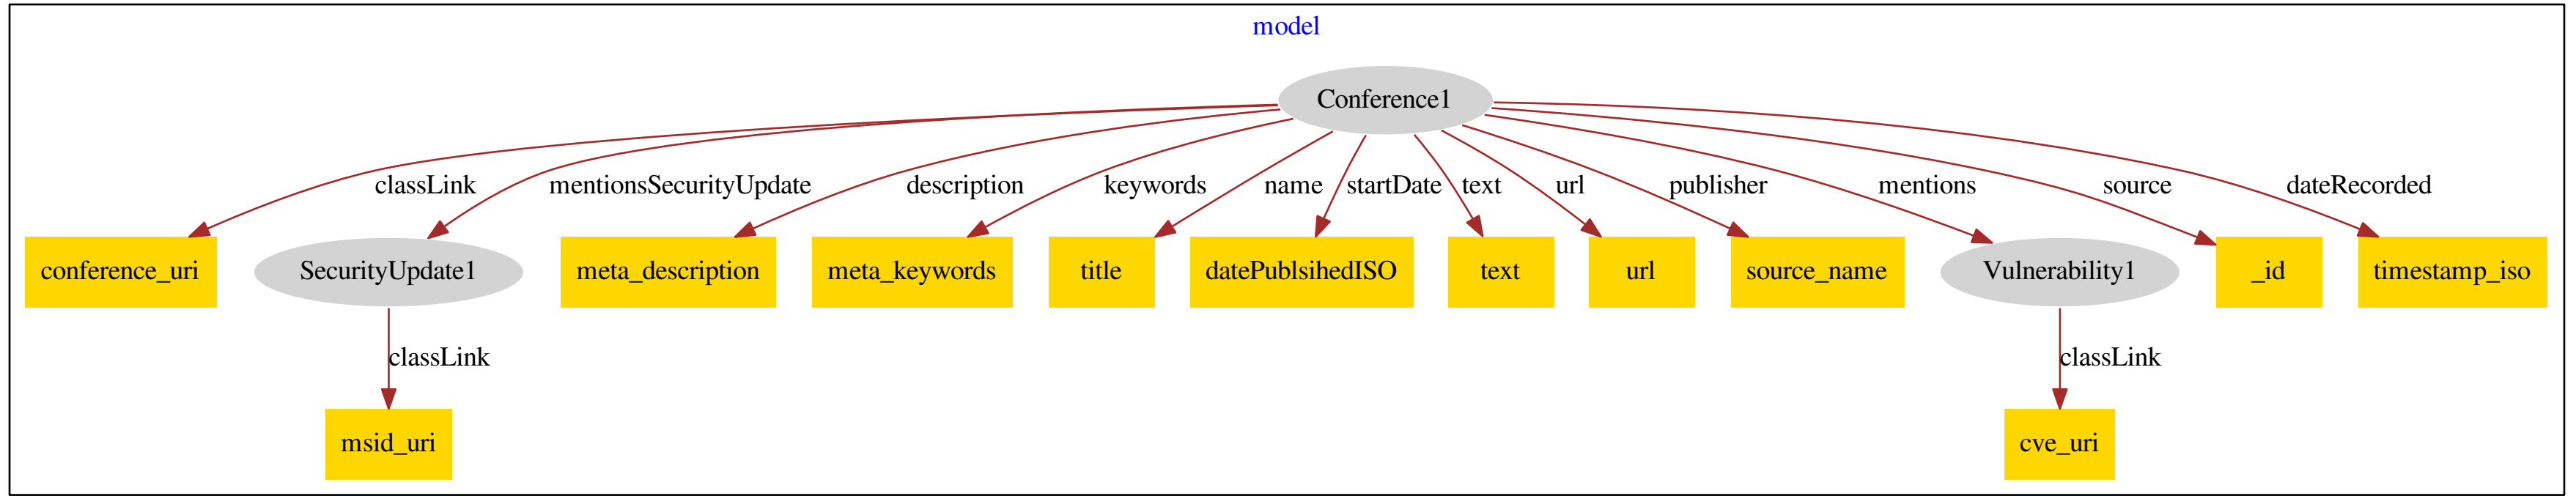 model
Conference1
classLink
mentionsSecurityUpdate
description
keywords
name
startDate
text
url
publisher
mentions
source
dateRecorded
conference_uri
SecurityUpdate1
meta_description
meta_keywords
title
datePublsihedISO
text
url
source_name
Vulnerability1
_id
timestamp_iso
classLink
classLink
msid_uri
cve_uri